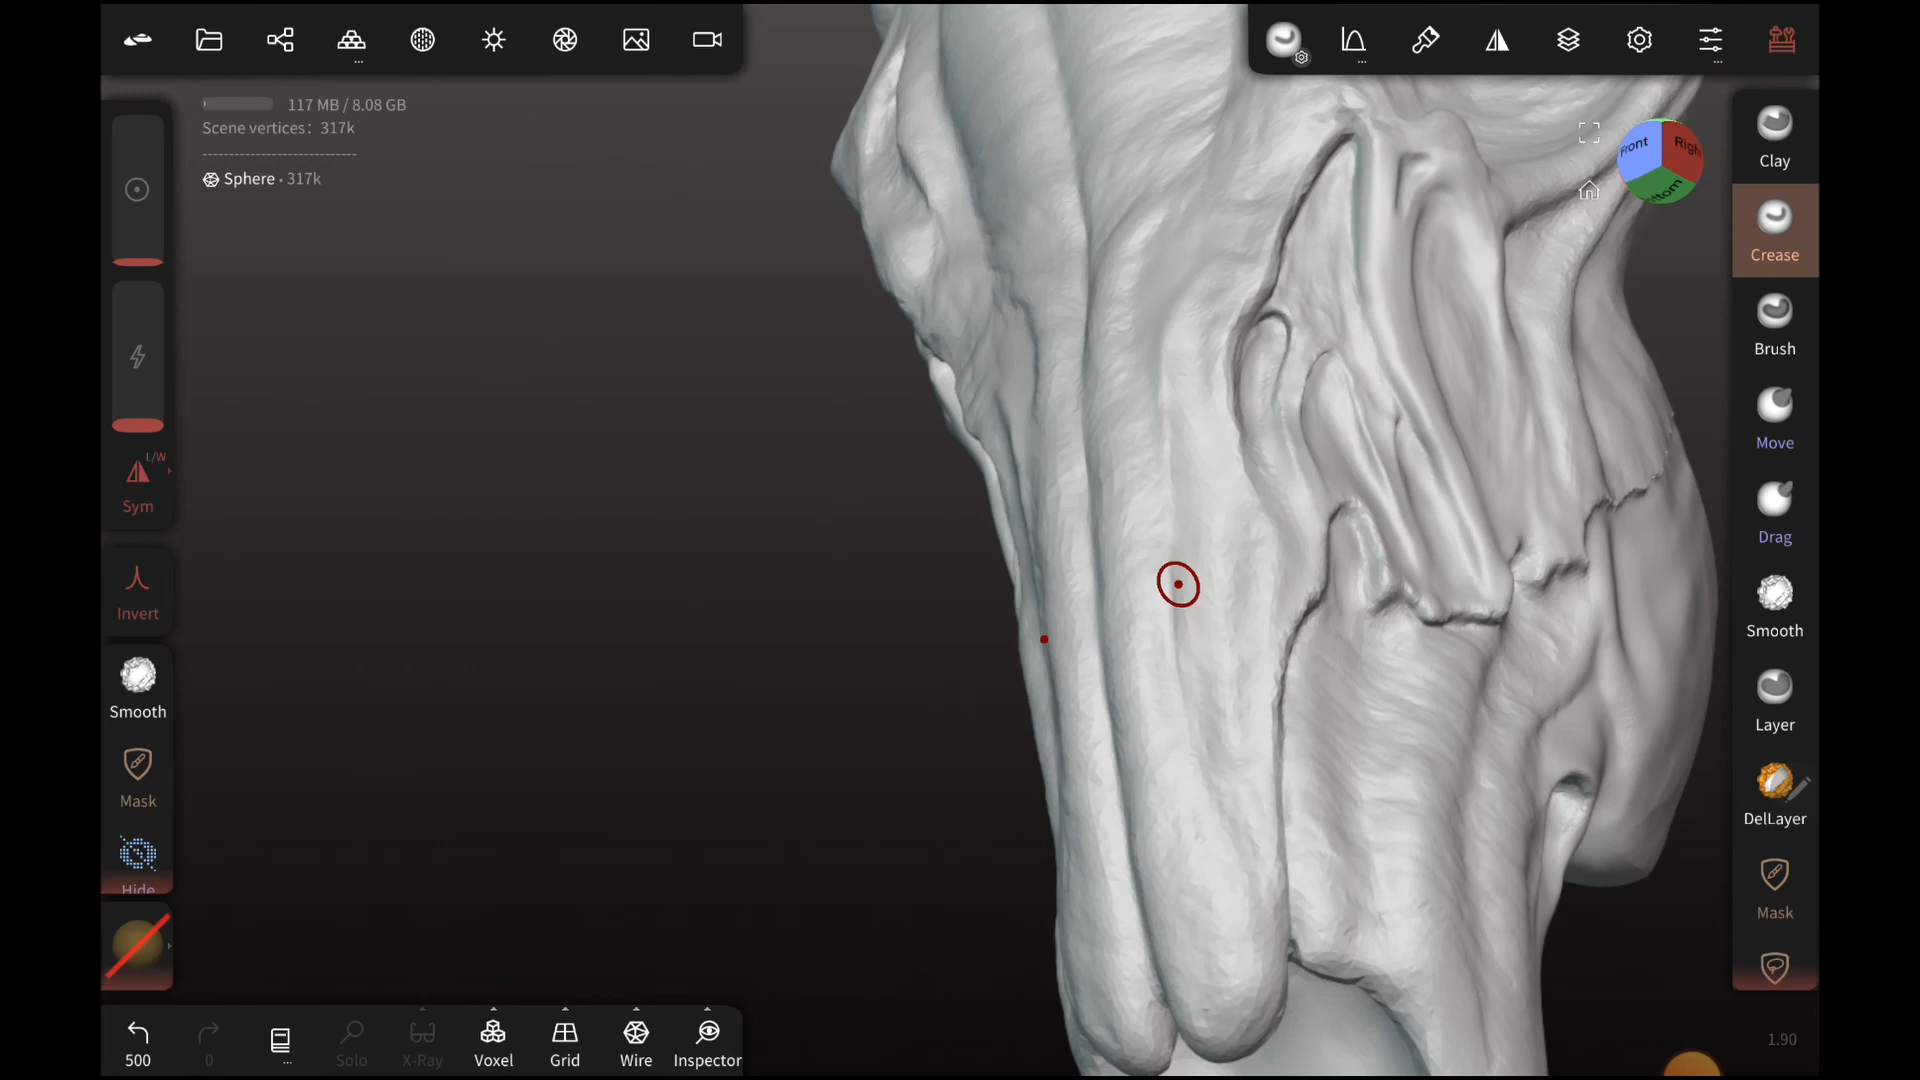 117 MB / 8.08 GB
Scene vertices: 317k
Sphere • 317k
L/W
Sym
Invert
Smooth
Mask
Hide
500
0
...
Solo
X-Ray
Voxel
Grid
Wire
Inspector
Front
Righ
ttom
Clay
Crease
Brush
Move
Drag
Smooth
Layer
DelLayer
Mask
1.90